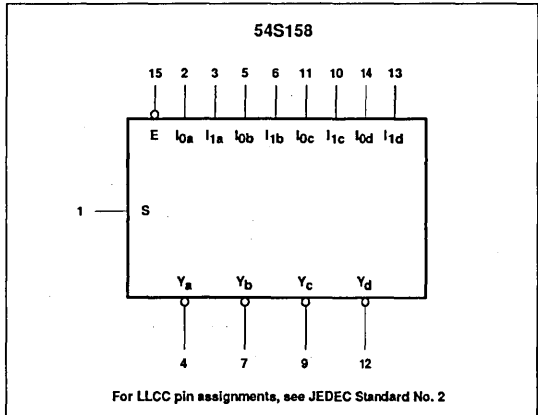 54S158
15 2 3 5 6 11 10 14 13
E I0a I1a I0b I1b I0c I1c I0d I1d
1 S
Ya Yb Yc Yd
4 7 9 12
For LLCC pin assignments, see JEDEC Standard No. 2